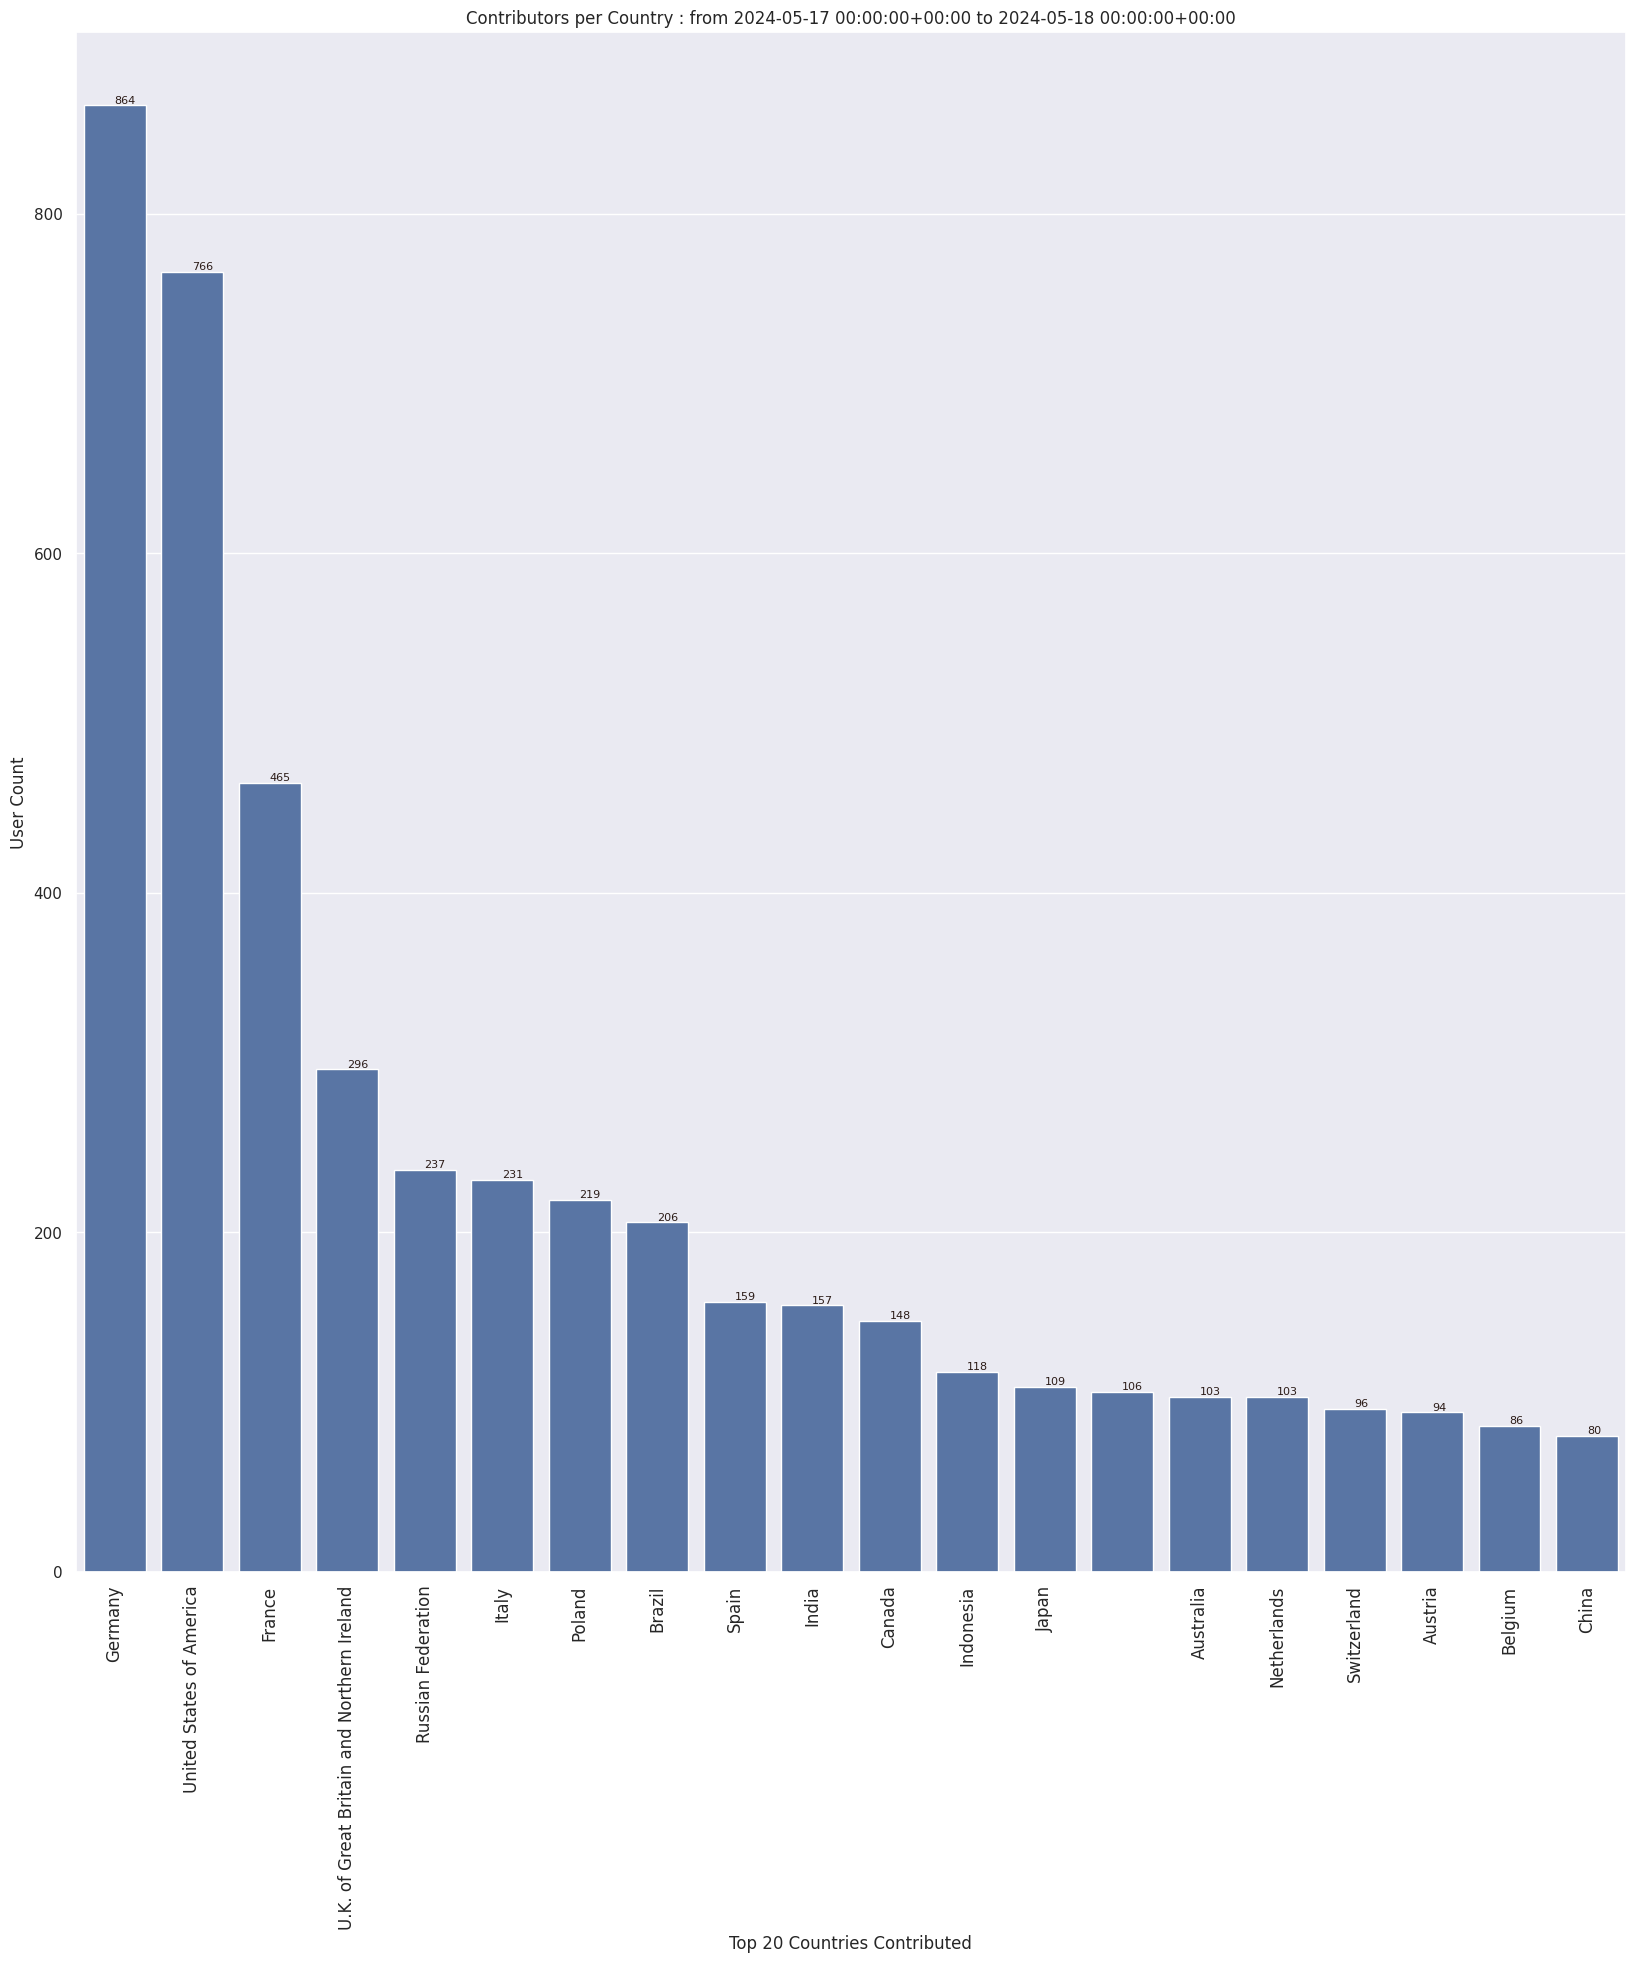 Contributors per Country : from 2024-05-17 00:00:00+00:00 to 2024-05-18 00:00:00+00:00
User Count
800
600
400
200
0
864
766
465
296
237
231
219
206
159
157
148
118
109
106
103
103
96
94
86
80
Germany
United States of America
France
U.K. of Great Britain and Northern Ireland
Russian Federation
Italy
Poland
Brazil
Spain
India
Canada
Indonesia
Japan
Australia
Netherlands
Switzerland
Austria
Belgium
China
Top 20 Countries Contributed